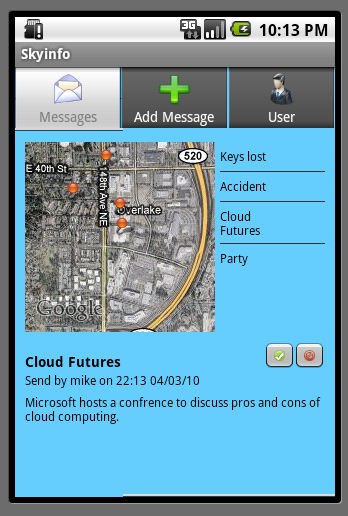 3G 10:13 PM
Skyinfo
Messages Add Message User
E 40th St
148th Ave NE
520
Overlake
Google
Keys lost
Accident
Cloud
Futures
Party
Cloud Futures
Send by mike on 22:13 04/03/10
Microsoft hosts a confrence to discuss pros and cons of
cloud computing.